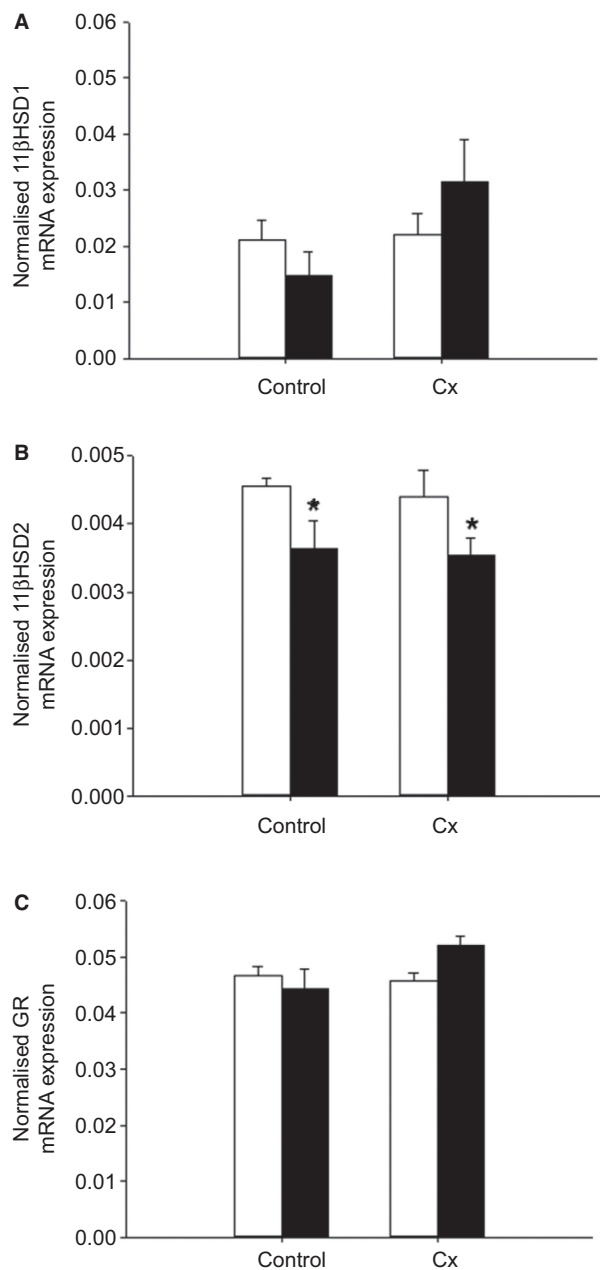 A
Normalised 11βHSD1
mRNA expression
0.06
0.05
0.04
0.03
0.02
0.01
0.00
Control Cx
B
Normalised 11βHSD2
mRNA expression
0.005
0.004
0.003
0.002
0.001
0.000
* *
Control Cx
C
Normalised GR
mRNA expression
0.06
0.05
0.04
0.03
0.02
0.01
0.00
Control Cx